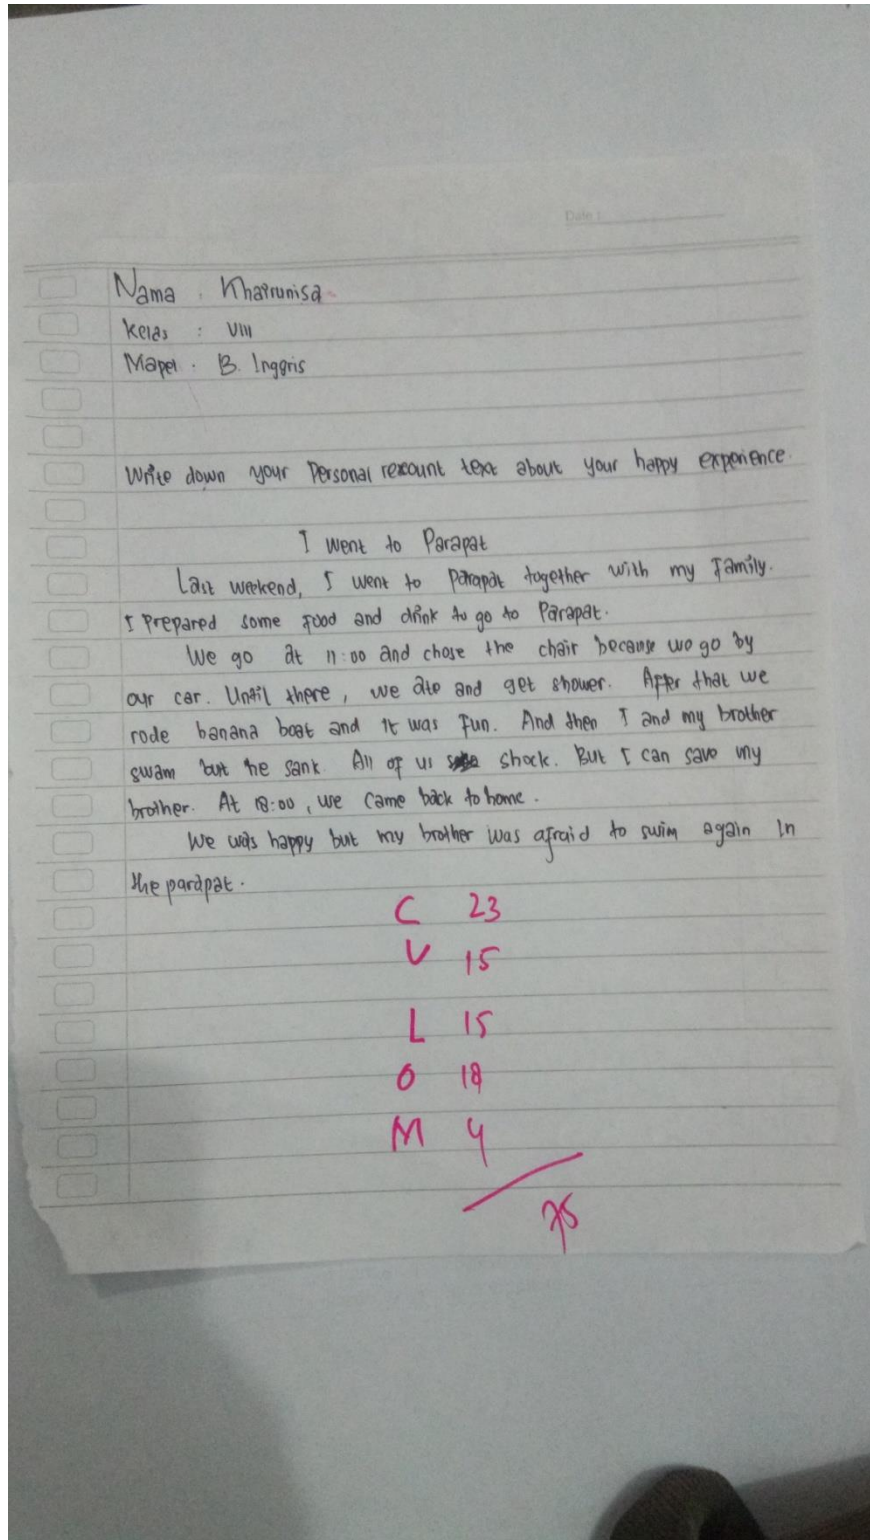 Date :
Nama : Khairunisa
Kelas : VIII
Mapel : B. Inggris
Write down your Personal recount text about your happy experience.
I went to Parapat
Last weekend, I went to Parapat together with my Family.
I Prepared some Food and drink to go to Parapat.
We go at 11:00 and chose the chair because we go by
our car. Until there, we ate and get shower. After that we
rode banana boat and it was Fun. And then I and my brother
swam but he sank. All of us shock. But I can save my
brother. At 18:00, we came back to home.
We was happy but my brother was afraid to swim again in
the parapat.
C 23
V 15
L 15
O 18
M 4
75